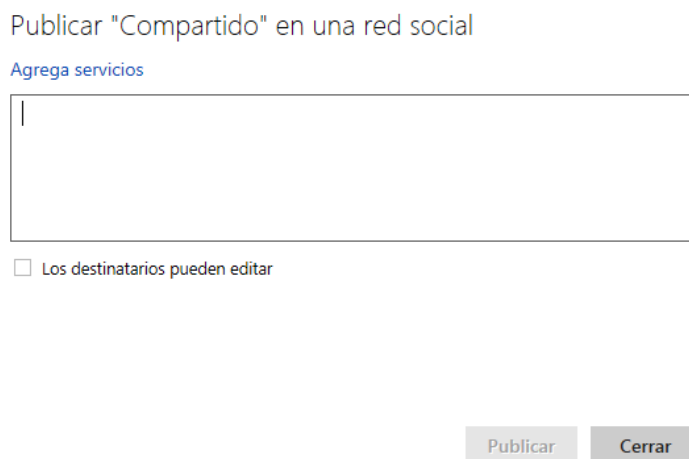 Publicar "Compartido" en una red social
Agrega servicios
Los destinatarios pueden editar
Publicar Cerrar